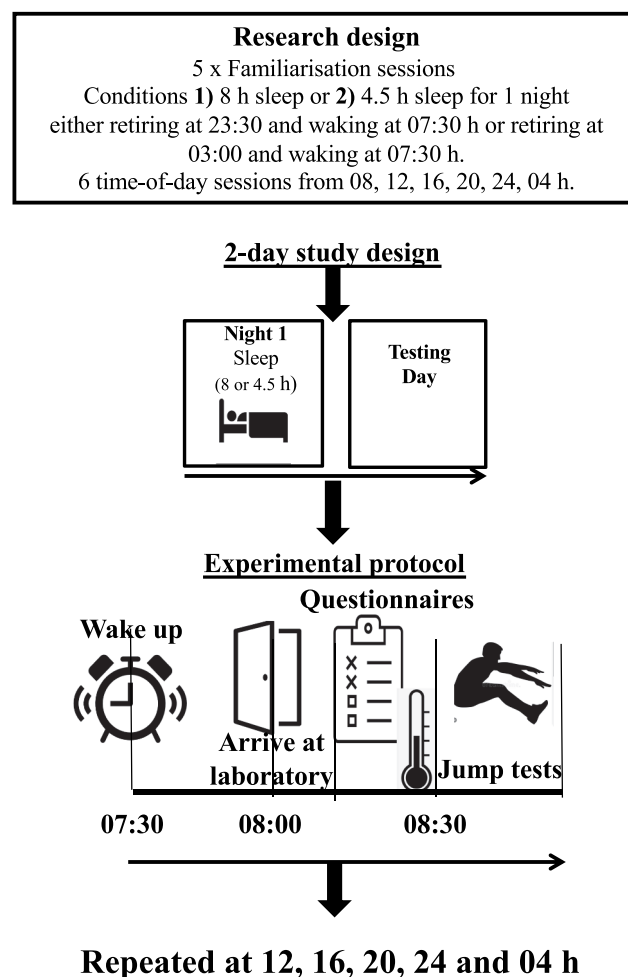 Research design
5 x Familiarisation sessions
Conditions 1) 8 h sleep or 2) 4.5 h sleep for 1 night
either retiring at 23:30 and waking at 07:30 h or retiring at
03:00 and waking at 07:30 h.
6 time-of-day sessions from 08, 12, 16, 20, 24, 04 h.
2-day study design
Night 1
Sleep
(8 or 4.5 h)
Testing
Day
Experimental protocol
Questionnaires
Wake up
Arrive at
laboratory
Jump tests
07:30
08:00
08:30
Repeated at 12, 16, 20, 24 and 04 h